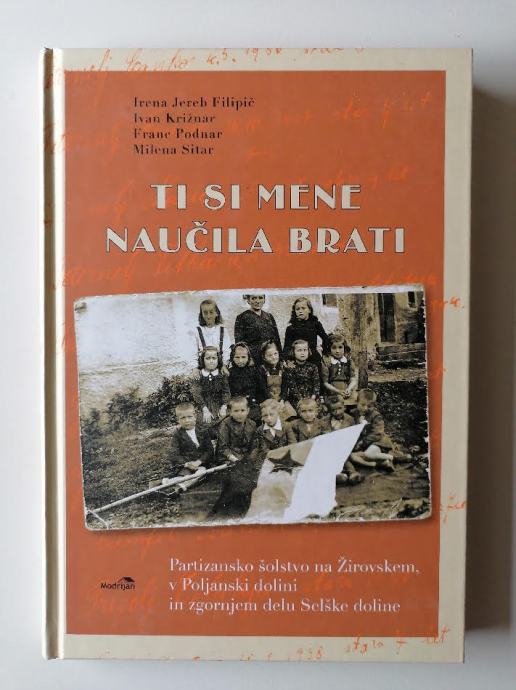 Irena Jereb Filipič
Ivan Križnar
Franc Podnar
Milena Sitar
TI SI MENE
NAUČILA BRATI
Partizansko šolstvo na Žirovskem,
v Poljanski dolini
in zgornjem delu Selške doline
Modrijan